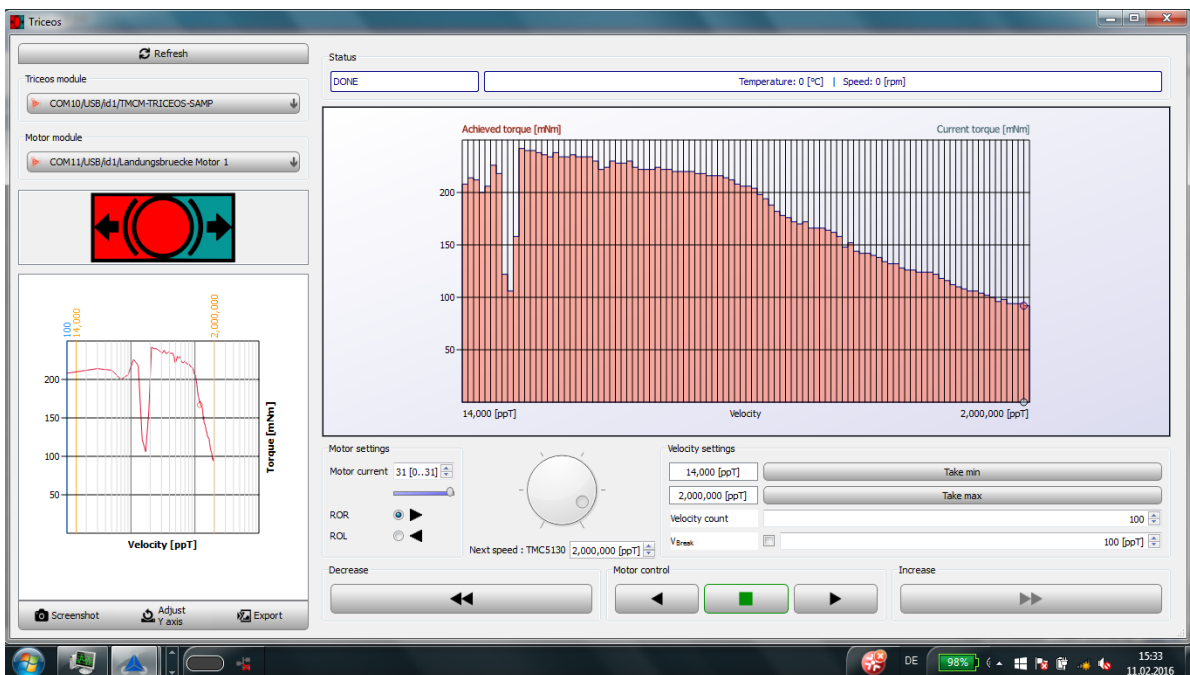 Triceos
Refresh
Triceos module
COM10/USB/id1/TMCM-TRICEOS-SAMP
Motor module
COM11/USB/id1/Landungsbruecke Motor 1
100
14,000
2,000,000
200
150
100
50
Torque [mNm]
Velocity [ppT]
Screenshot
Adjust
Y axis
Export
Status
DONE
Temperature: 0 [°C] | Speed: 0 [rpm]
Achieved torque [mNm]
Current torque [mNm]
200
150
100
50
14,000 [ppT]
Velocity
2,000,000 [ppT]
Motor settings
Motor current 31 [0..31]
ROR
ROL
Next speed : TMC5130 2,000,000 [ppT]
Velocity settings
14,000 [ppT] Take min
2,000,000 [ppT] Take max
Velocity count 100
VBreak 100 [ppT]
Decrease
Motor control
Increase
DE
98%
15:33
11.02.2016